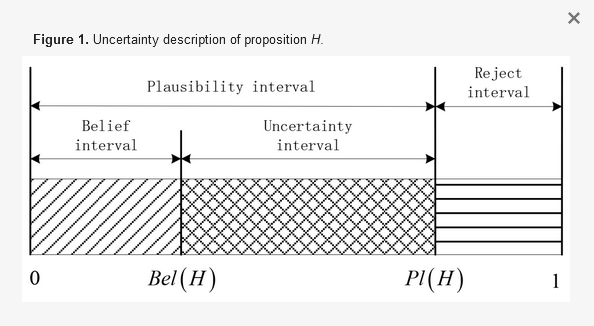 ×
Figure 1. Uncertainty description of proposition H.
Plausibility interval
Reject
interval
Belief
interval
Uncertainty
interval
0
Bel(H)
Pl(H)
1